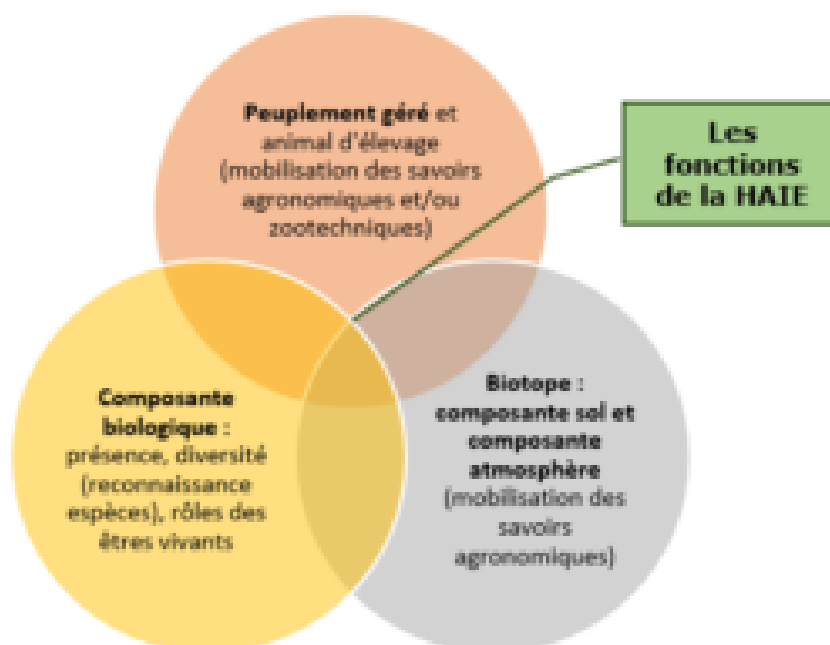 Peuplement géré et
animal d'élevage
(mobilisation des savoirs
agronomiques et/ou
zootechniques)
Les
fonctions
de la HAIE
Composante
biologique :
présence, diversité
(reconnaissance
espèces), rôles des
êtres vivants
Biotope :
composante sol et
composante
atmosphère
(mobilisation des
savoirs
agronomiques)